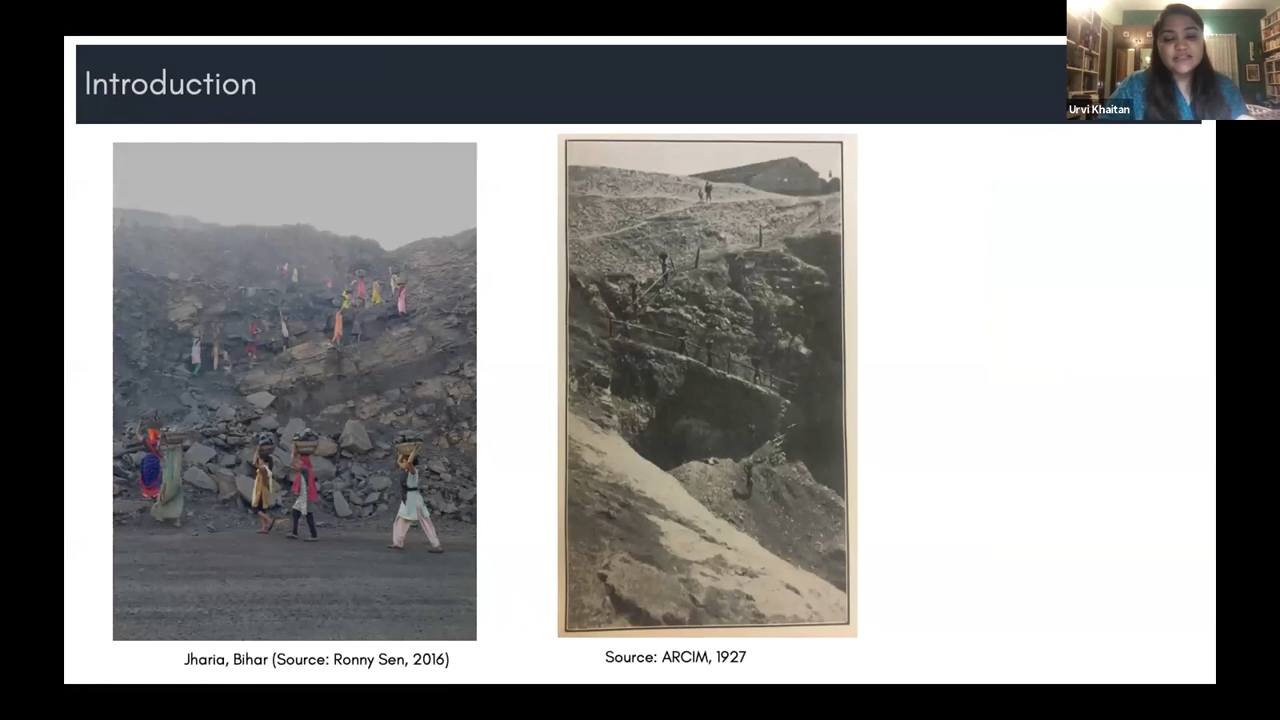 Introduction
Urvi Khaitan
Jharia, Bihar (Source: Ronny Sen, 2016)
Source: ARCIM, 1927